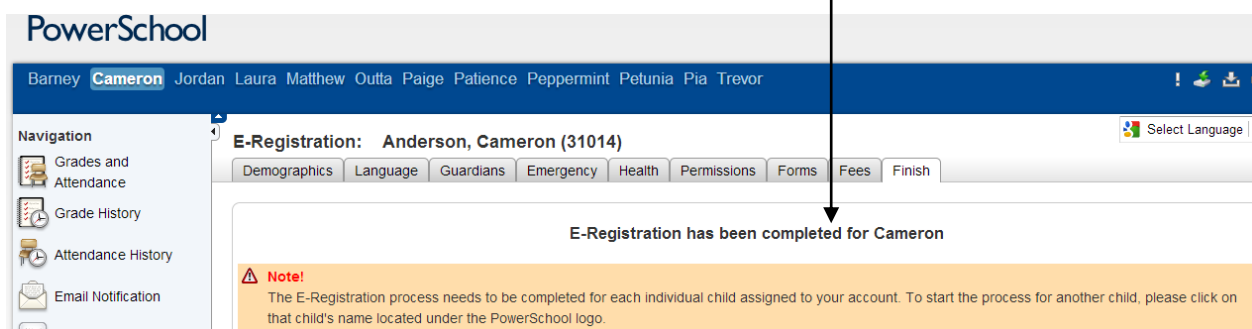 PowerSchool
Barney Cameron Jordan Laura Matthew Outta Paige Patience Peppermint Petunia Pia Trevor !
Select Language
Navigation
Grades and
Attendance
Grade History
Attendance History
Email Notification
E-Registration: Anderson, Cameron (31014)
Demographics Language Guardians Emergency Health Permissions Forms Fees Finish
E-Registration has been completed for Cameron
Note!
The E-Registration process needs to be completed for each individual child assigned to your account. To start the process for another child, please click on
that child's name located under the PowerSchool logo.